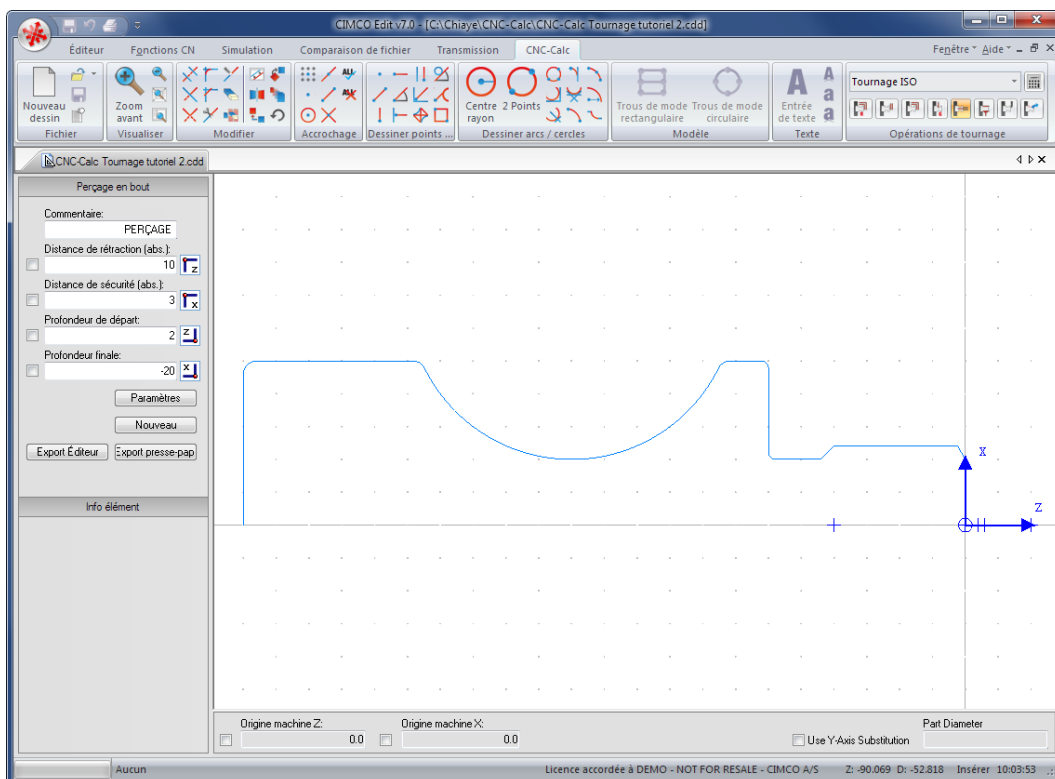 CIMCO Edit v7.0 - [C:\Chiaye\CNC-Calc\CNC-Calc Tournage tutoriel 2.cdd]
Éditeur Fonctions CN Simulation Comparaison de fichier Transmission CNC-Calc Fenêtre Aide
Nouveau dessin
Zoom avant
Centre rayon
2 Points
Trous de mode rectangulaire
Trous de mode circulaire
Entrée de texte
Tournage ISO
Fichier Visualiser Modifier Accrochage Dessiner points ... Dessiner arcs / cercles Modèle Texte Opérations de tournage
CNC-Calc Tournage tutoriel 2.cdd
Perçage en bout
Commentaire:
PERÇAGE
Distance de rétraction (abs.):
10
Distance de sécurité (abs.):
3
Profondeur de départ:
2
Profondeur finale:
-20
Paramètres
Nouveau
Export Éditeur Export presse-pap
Info élément
X
Z
Origine machine Z: Origine machine X: Part Diameter
0.0 0.0 Use Y-Axis Substitution
Aucun Licence accordée à DEMO - NOT FOR RESALE - CIMCO A/S Z: -90.069 D: -52.818 Insérer 10:03:53